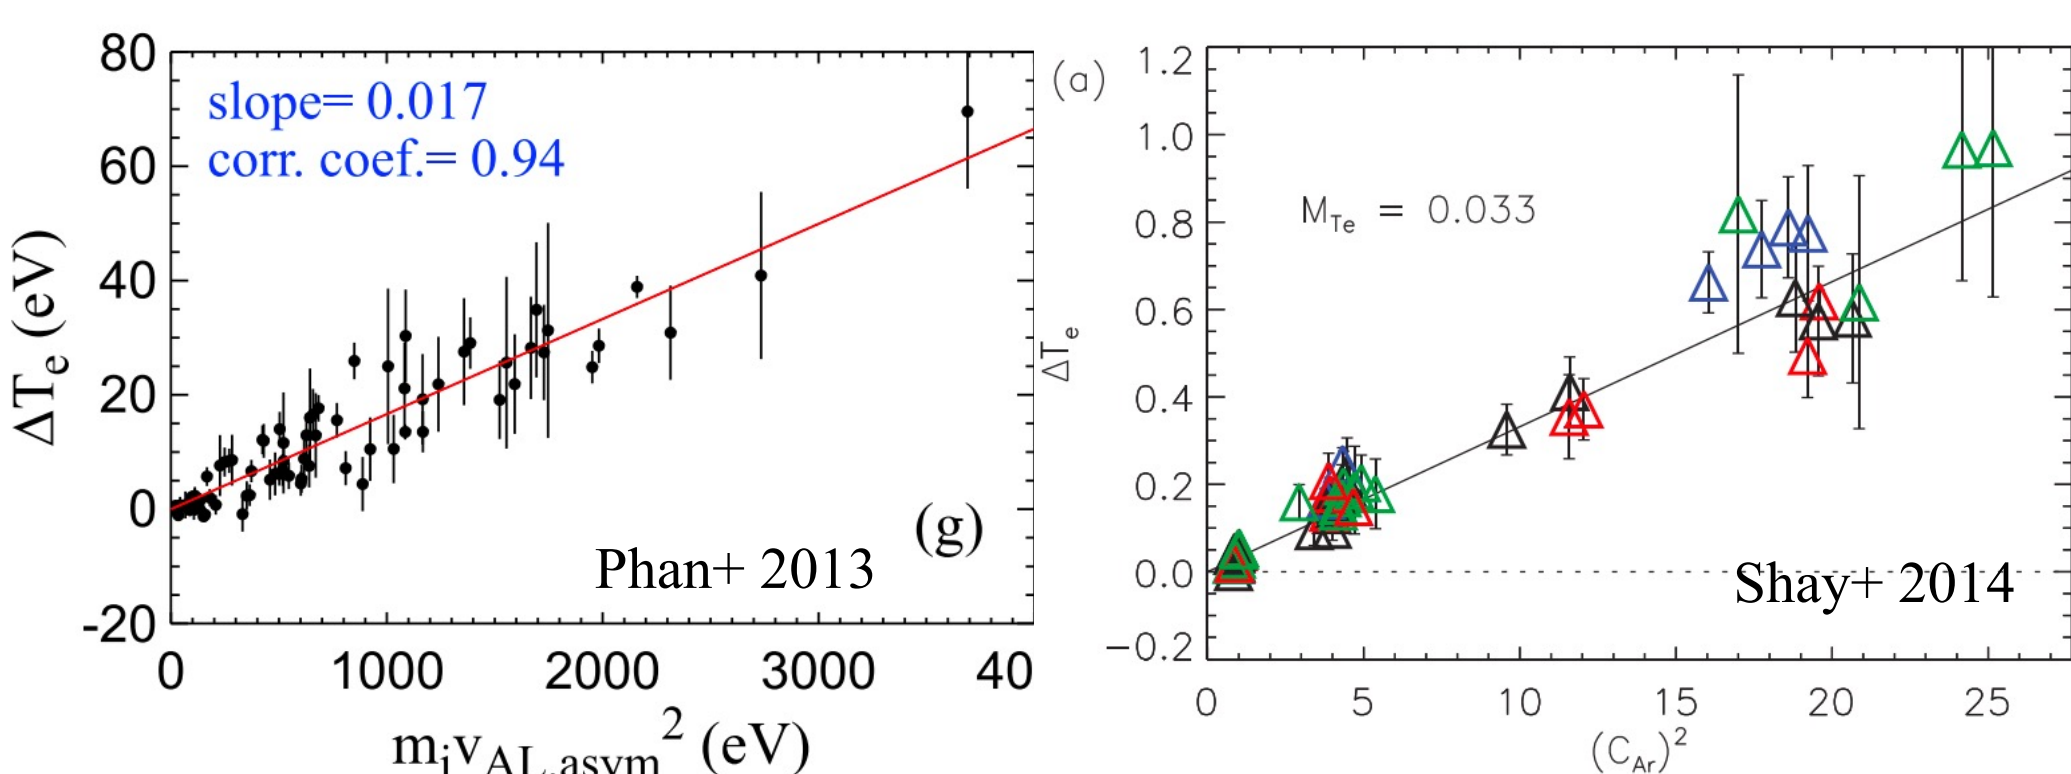 80
60
40
20
0
-20
slope= 0.017
corr. coef.= 0.94
(g)
Phan+ 2013
ΔTe (eV)
0 1000 2000 3000 40
mivAL,asym2 (eV)
(a)
1.2
1.0
0.8
0.6
0.4
0.2
0.0
−0.2
MTe = 0.033
ΔTe
Shay+ 2014
0 5 10 15 20 25
(CAr)2